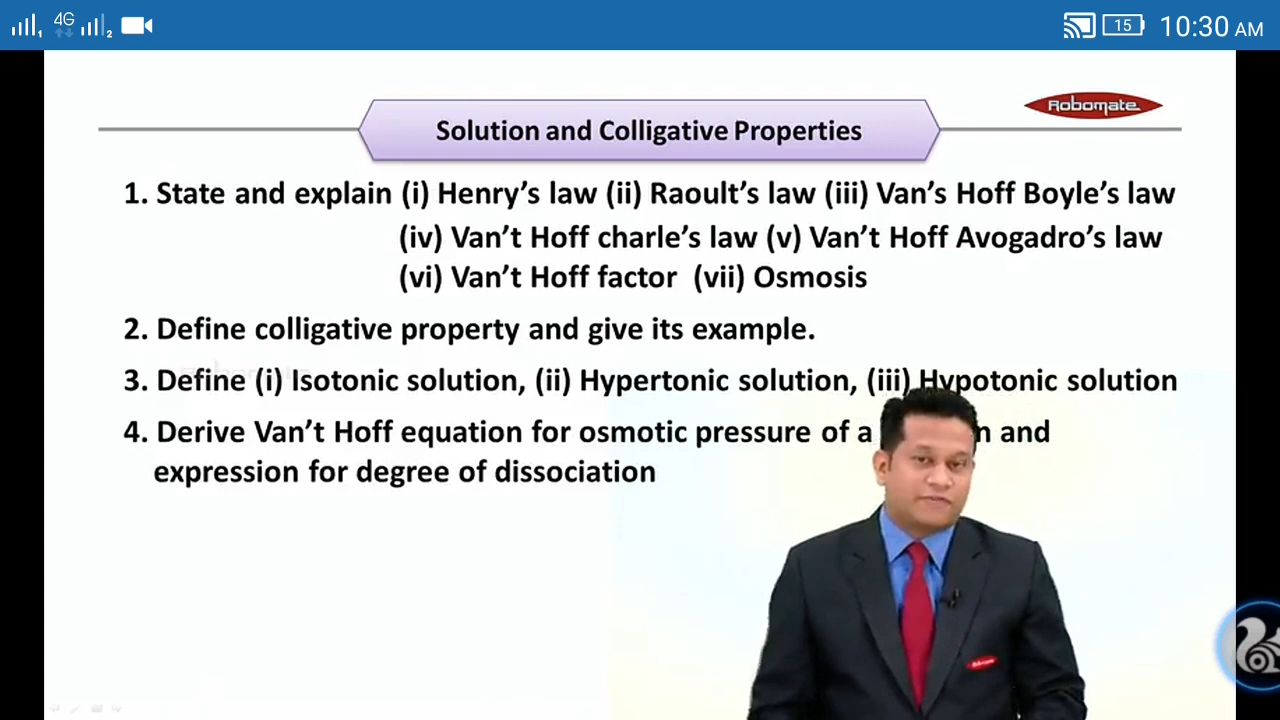 4G
1 2 15 10:30 AM
Robomate
Solution and Colligative Properties
1. State and explain (i) Henry’s law (ii) Raoult’s law (iii) Van’s Hoff Boyle’s law
(iv) Van’t Hoff charle’s law (v) Van’t Hoff Avogadro’s law
(vi) Van’t Hoff factor (vii) Osmosis
2. Define colligative property and give its example.
3. Define (i) Isotonic solution, (ii) Hypertonic solution, (iii) Hypotonic solution
4. Derive Van’t Hoff equation for osmotic pressure of a and
expression for degree of dissociation